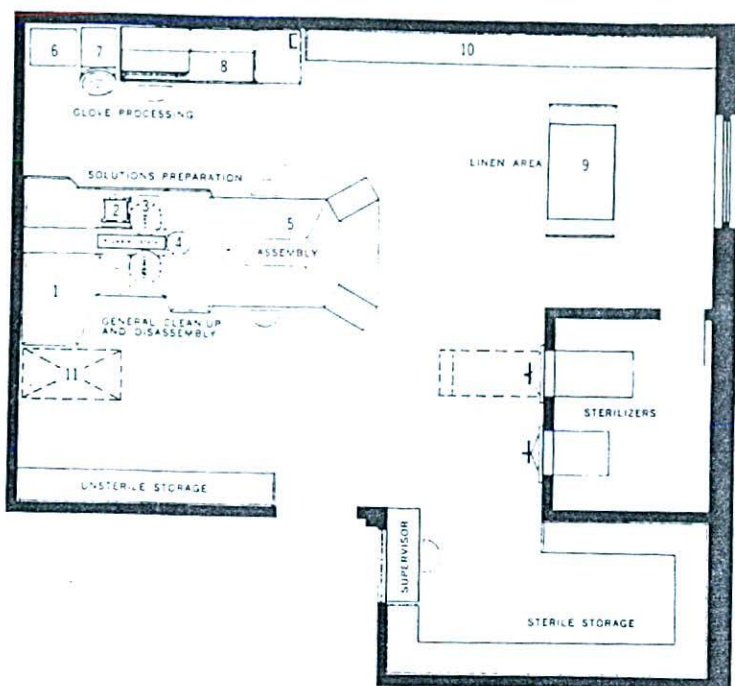 6
7
8
10
GLOVE PROCESSING
LINEN AREA
9
SOLUTIONS PREPARATION
2
3
4
5
ASSEMBLY
1
GENERAL CLEAN-UP
AND DISASSEMBLY
11
STERILIZERS
UNSTERILE STORAGE
SUPERVISOR
STERILE STORAGE